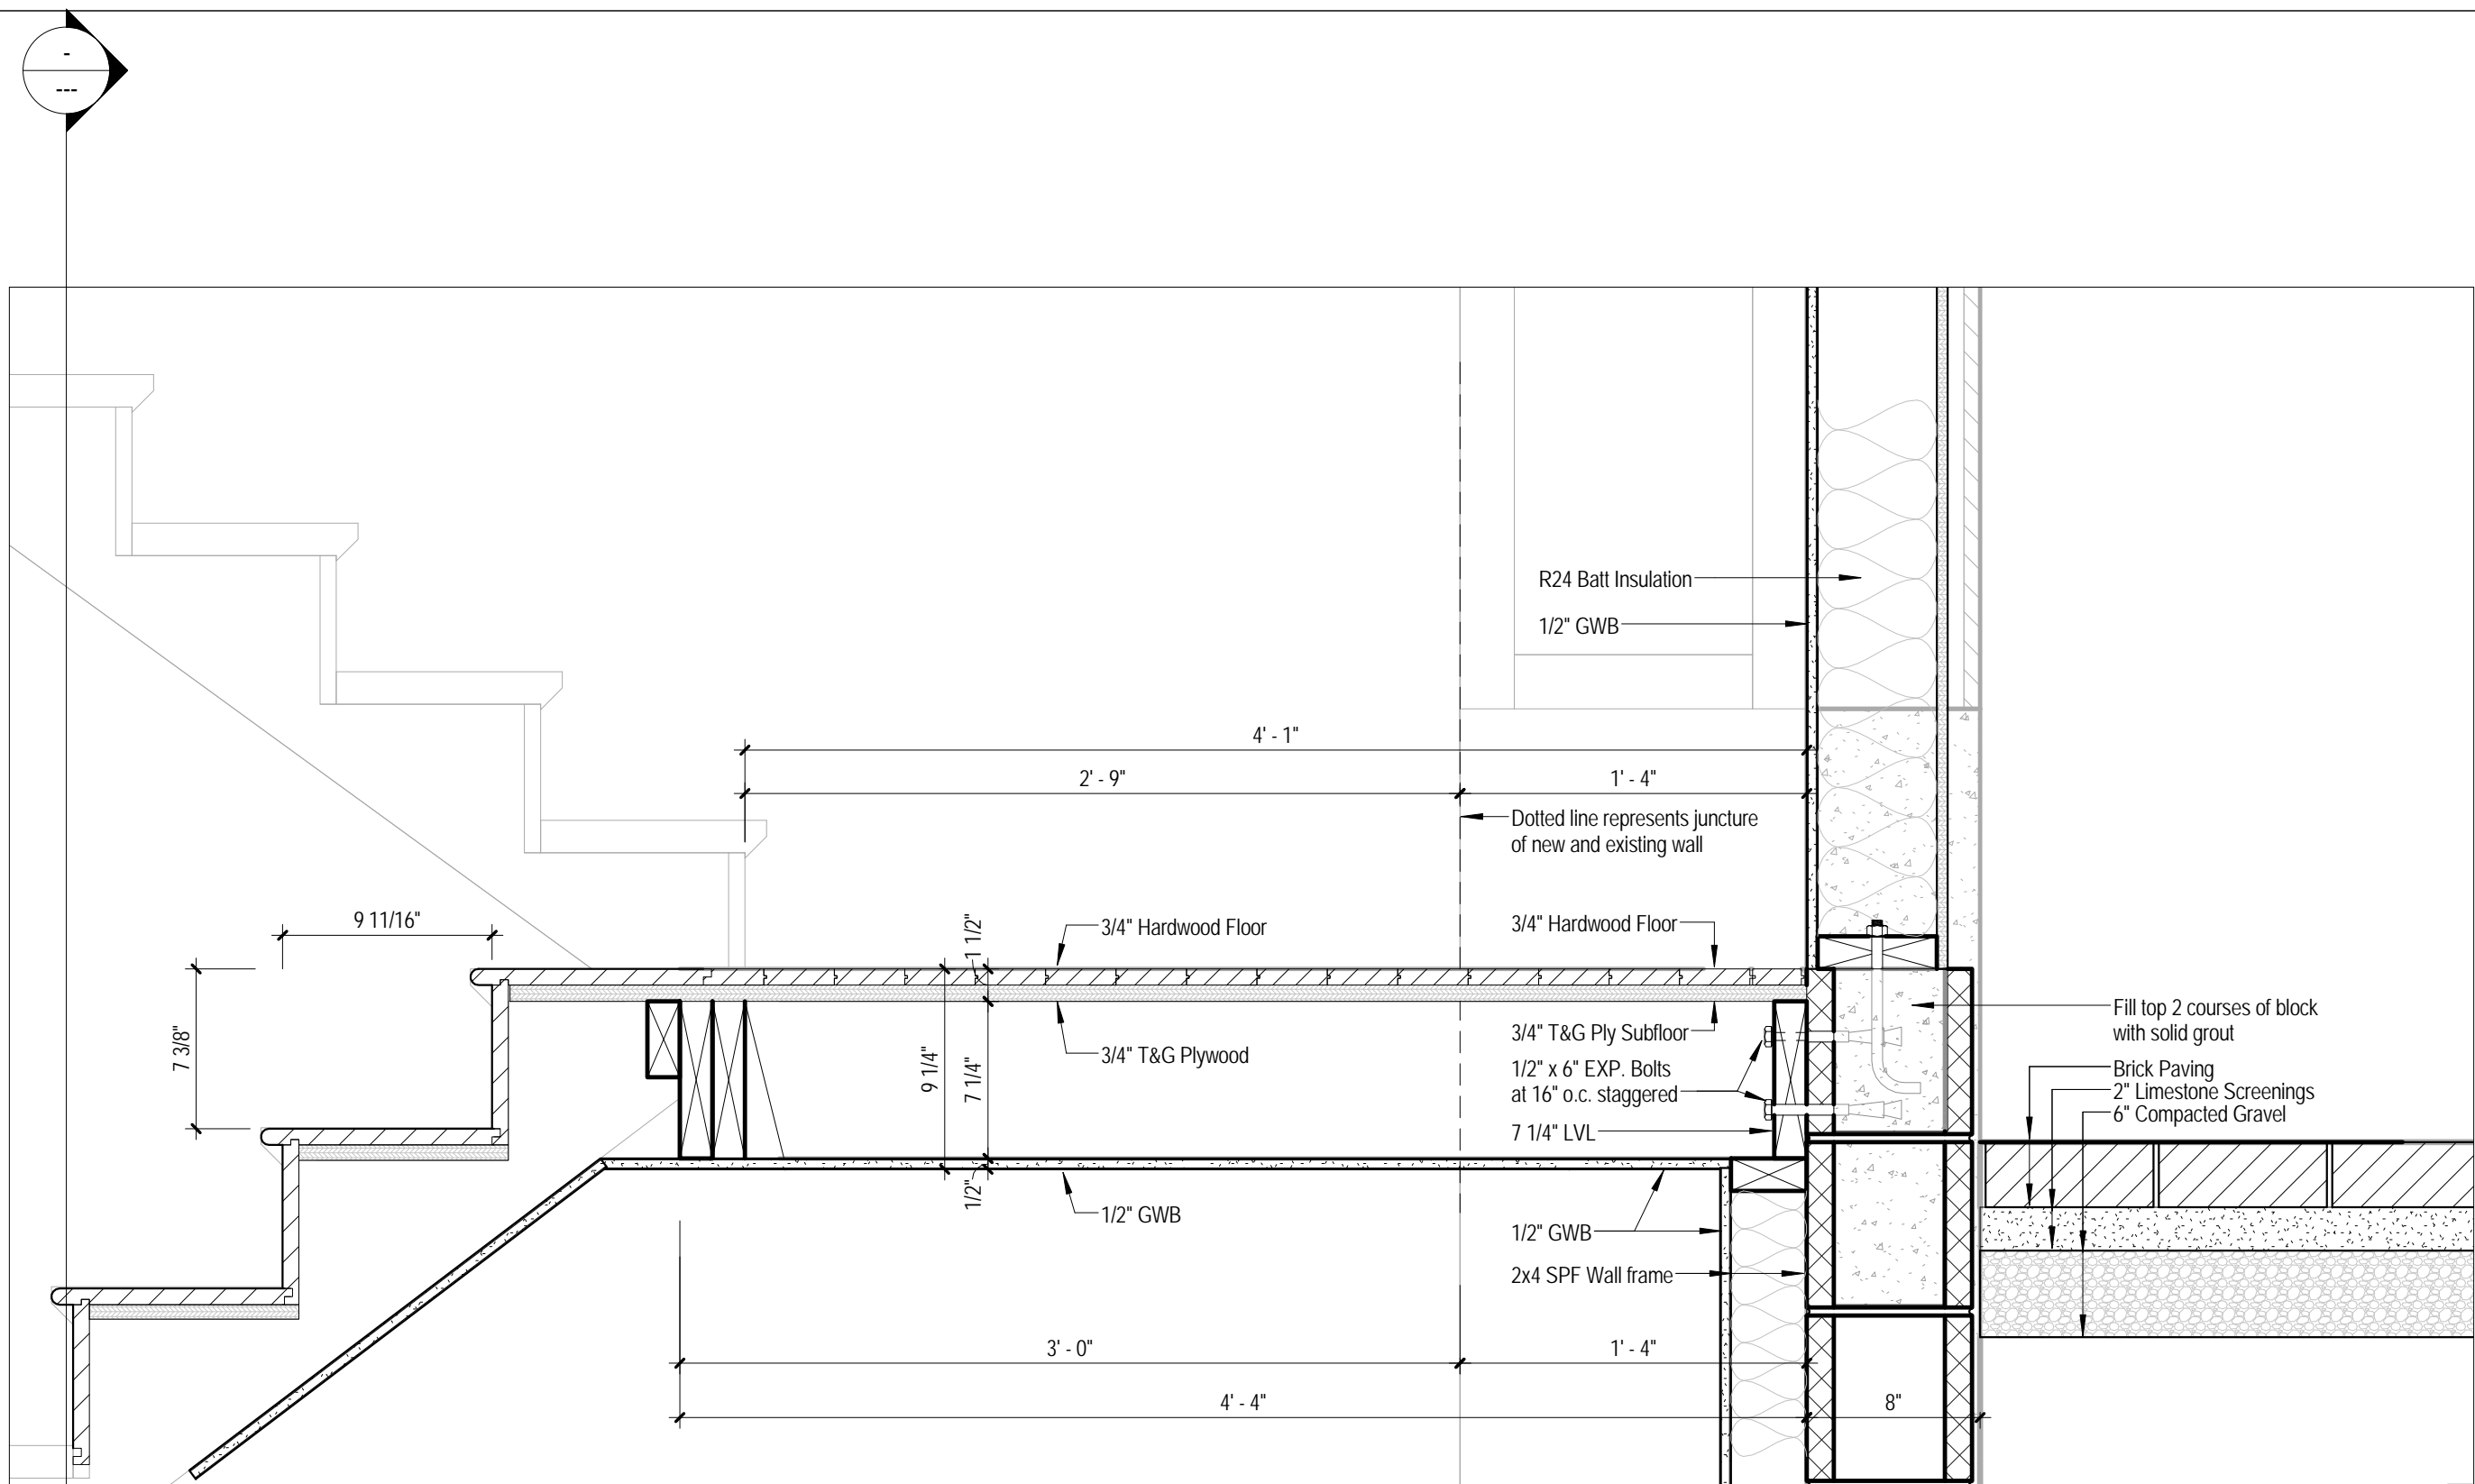 -
---
R24 Batt Insulation
1/2" GWB
4' - 1"
2' - 9"
1' - 4"
Dotted line represents juncture
of new and existing wall
9 11/16"
7 3/8"
1 1/2"
3/4" Hardwood Floor
3/4" Hardwood Floor
9 1/4"
7 1/4"
3/4" T&G Plywood
3/4" T&G Ply Subfloor
1/2" x 6" EXP. Bolts
at 16" o.c. staggered
7 1/4" LVL
Fill top 2 courses of block
with solid grout
Brick Paving
2" Limestone Screenings
6" Compacted Gravel
1/2"
1/2" GWB
1/2" GWB
2x4 SPF Wall frame
3' - 0"
1' - 4"
4' - 4"
8"